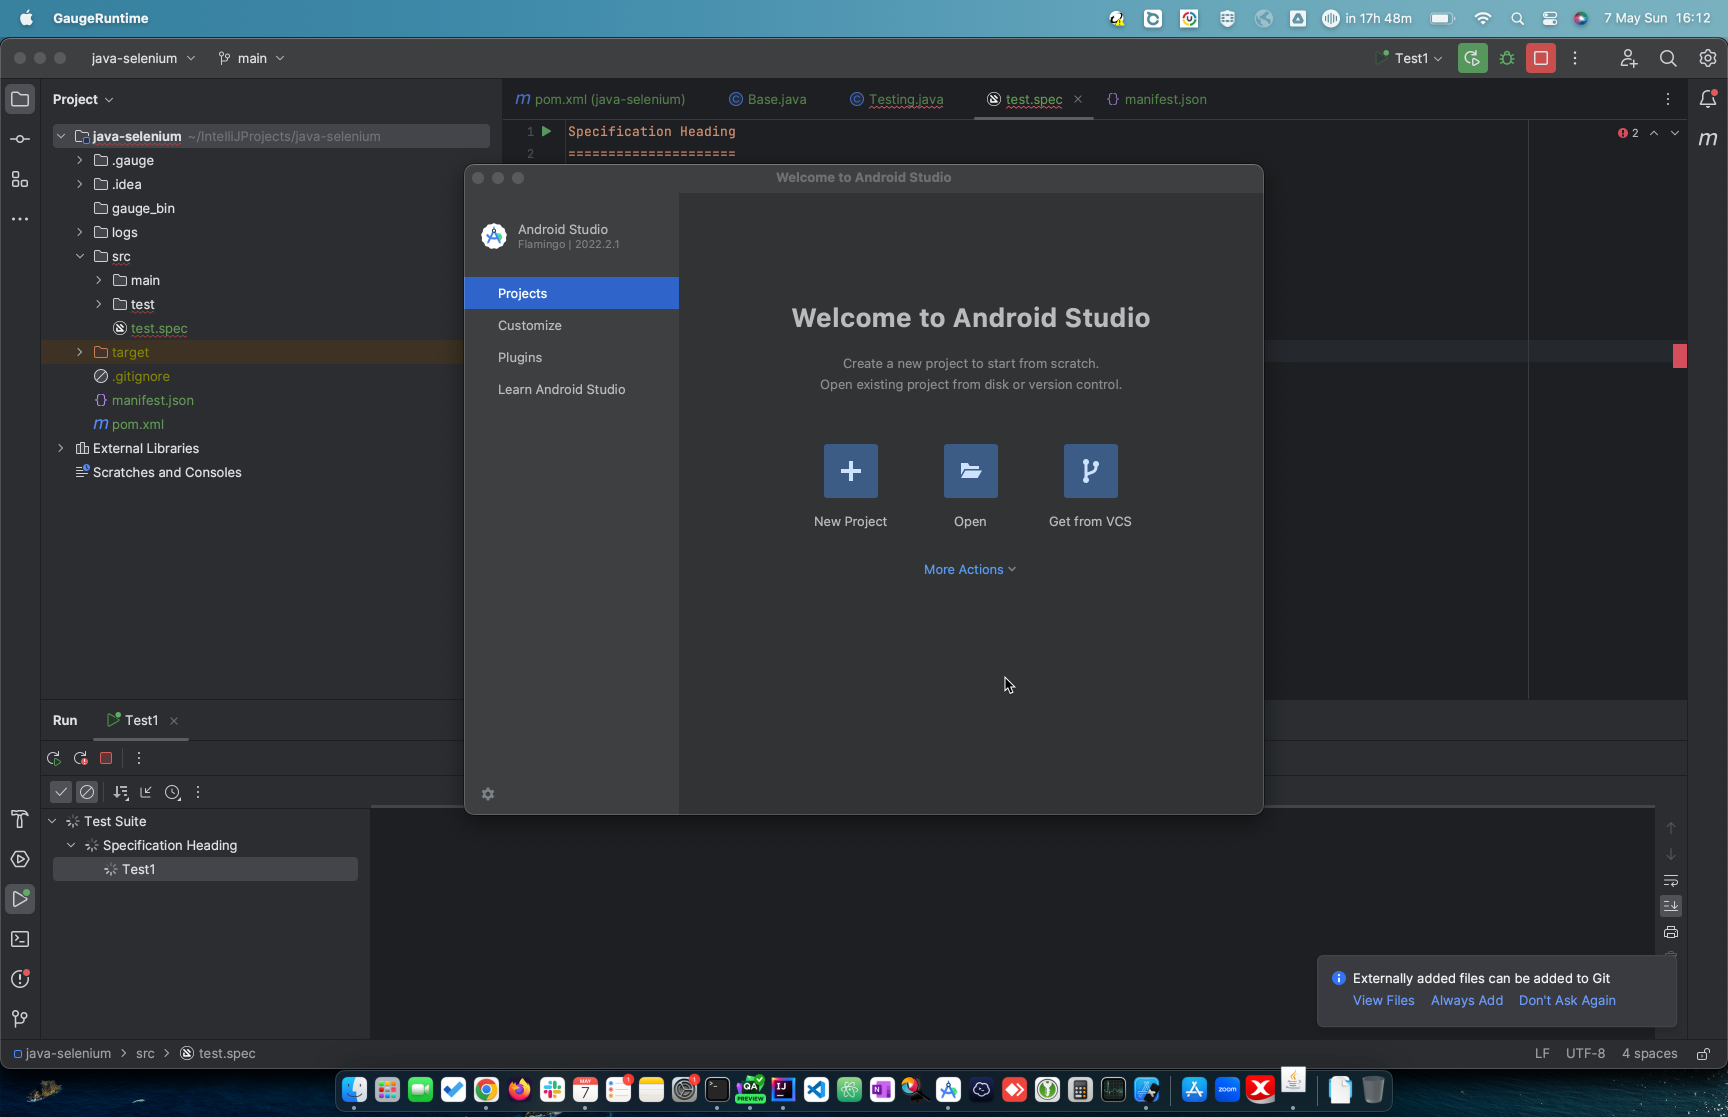 GaugeRuntime
in 17h 48m
7 May Sun 16:12
java-selenium
main
Test1
Project
pom.xml (java-selenium)
Base.java
Testing.java
test.spec
manifest.json
java-selenium ~/IntelliJProjects/java-selenium
.gauge
.idea
gauge_bin
logs
src
main
test
test.spec
target
.gitignore
manifest.json
pom.xml
External Libraries
Scratches and Consoles
1 Specification Heading
2 =====================
2
Welcome to Android Studio
Android Studio
Flamingo | 2022.2.1
Projects
Customize
Plugins
Learn Android Studio
Welcome to Android Studio
Create a new project to start from scratch.
Open existing project from disk or version control.
New Project
Open
Get from VCS
More Actions
Run
Test1
Test Suite
Specification Heading
Test1
Externally added files can be added to Git
View Files
Always Add
Don't Ask Again
java-selenium > src > test.spec
LF
UTF-8
4 spaces